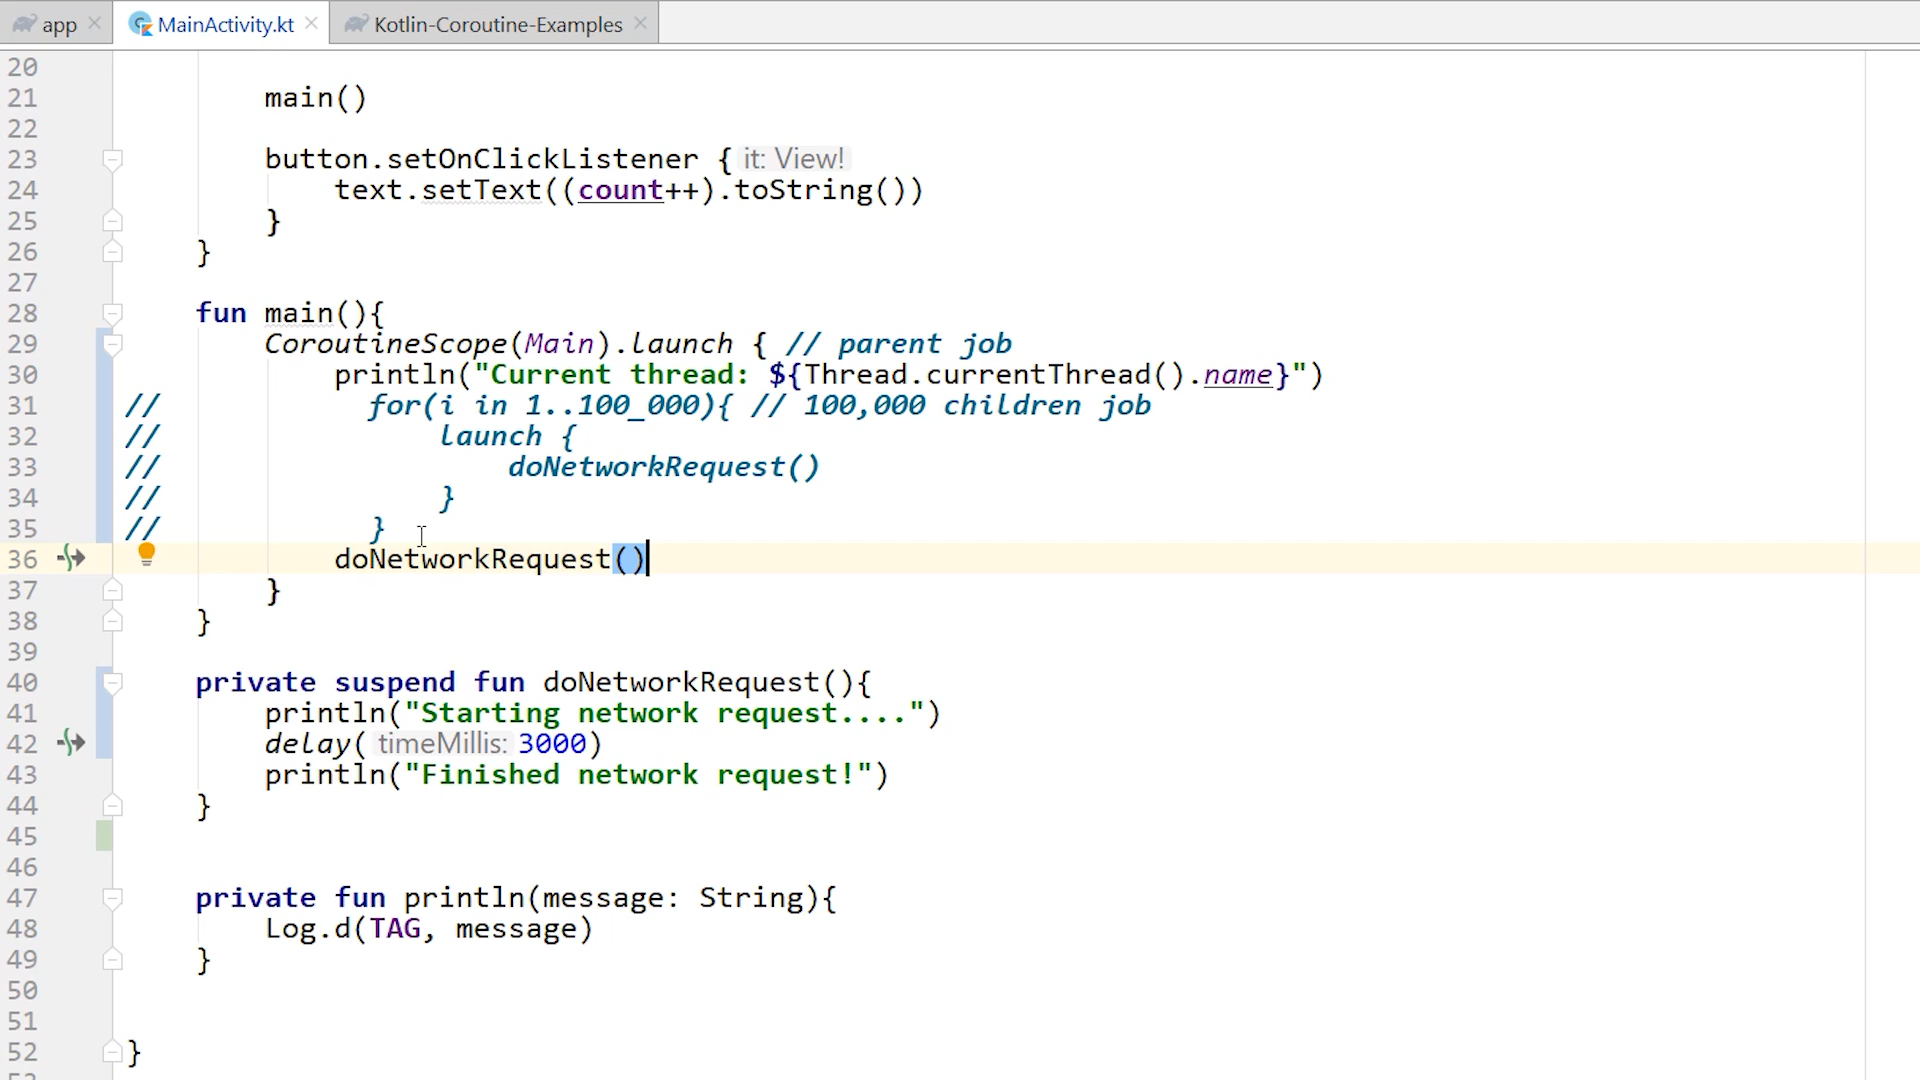 app MainActivity.kt Kotlin-Coroutine-Examples
20
21 main()
22
23 button.setOnClickListener { it: View!
24 text.setText((count++).toString())
25 }
26 }
27
28 fun main(){
29 CoroutineScope(Main).launch { // parent job
30 println("Current thread: ${Thread.currentThread().name}")
31 // for(i in 1..100_000){ // 100,000 children job
32 // launch {
33 // doNetworkRequest()
34 // }
35 // }
36 doNetworkRequest()
37 }
38 }
39
40 private suspend fun doNetworkRequest(){
41 println("Starting network request....")
42 delay( timeMillis: 3000)
43 println("Finished network request!")
44 }
45
46
47 private fun println(message: String){
48 Log.d(TAG, message)
49 }
50
51
52 }